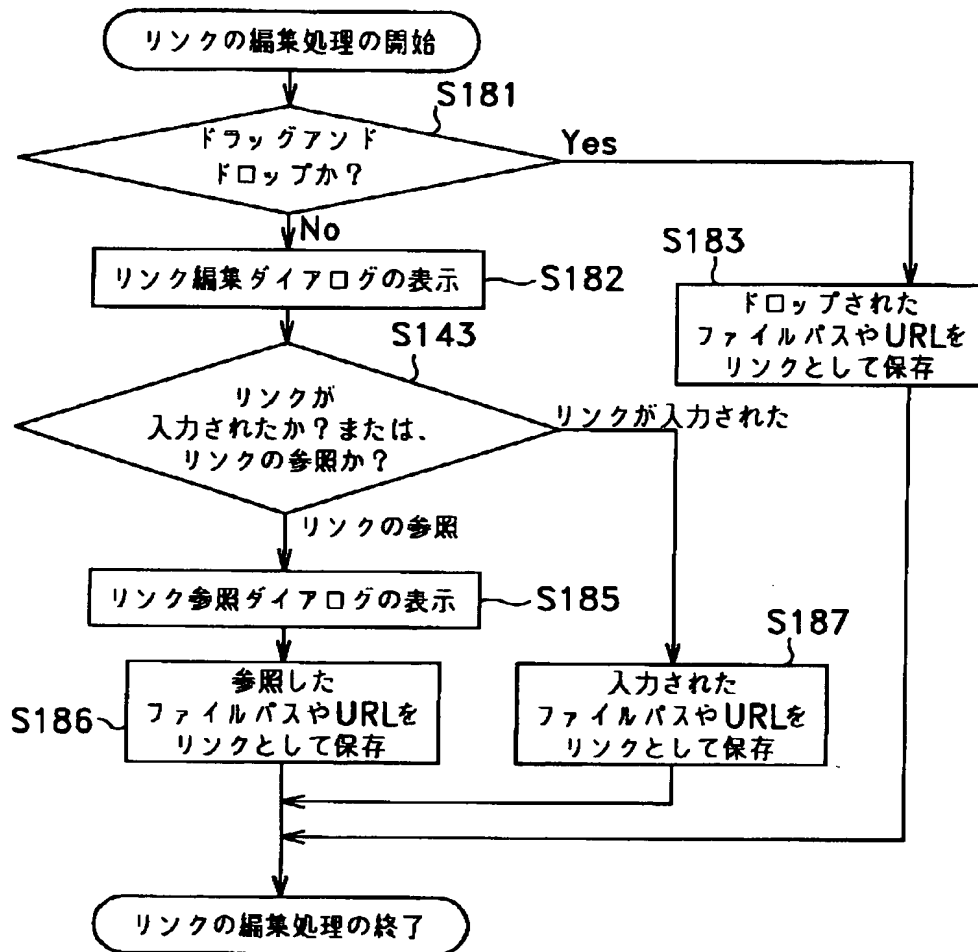 リンクの編集処理の開始
S181
ドラッグアンド
ドロップか?
Yes
No
S183
リンク編集ダイアログの表示
S182
ドロップされた
ファイルパスやURLを
リンクとして保存
S143
リンクが
入力されたか?または、
リンクの参照か?
リンクが入力された
リンクの参照
リンク参照ダイアログの表示
S185
S187
参照した
ファイルパスやURLを
リンクとして保存
S186
入力された
ファイルパスやURLを
リンクとして保存
リンクの編集処理の終了